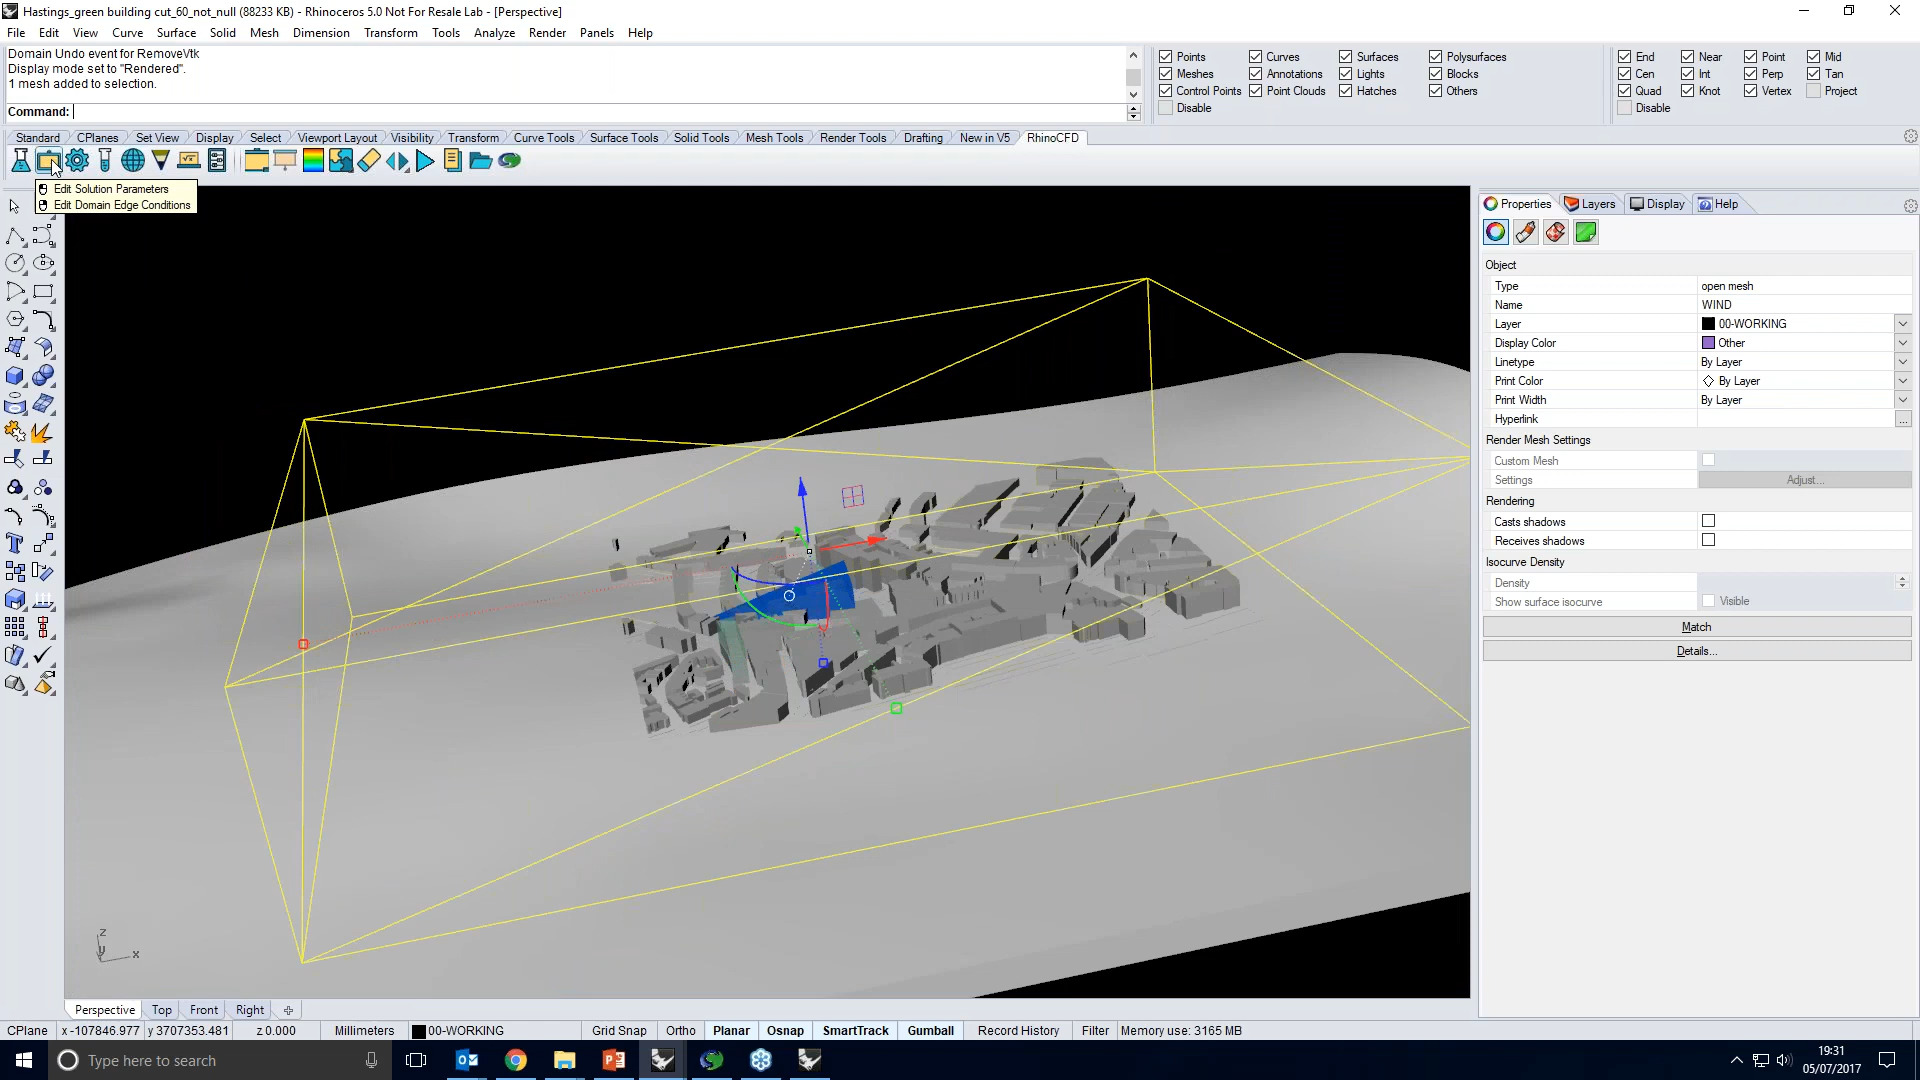 Hastings_green building cut_60_not_null (88233 KB) - Rhinoceros 5.0 Not For Resale Lab - [Perspective]
File Edit View Curve Surface Solid Mesh Dimension Transform Tools Analyze Render Panels Help
Domain Undo event for RemoveVtk
Display mode set to "Rendered".
1 mesh added to selection.
Command:
Points Curves Surfaces Polysurfaces
Meshes Annotations Lights Blocks
Control Points Point Clouds Hatches Others
Disable
End Near Point Mid
Cen Int Perp Tan
Quad Knot Vertex Project
Disable
Standard CPlanes Set View Display Select Viewport Layout Visibility Transform Curve Tools Surface Tools Solid Tools Mesh Tools Render Tools Drafting New in V5 RhinoCFD
Edit Solution Parameters
Edit Domain Edge Conditions
Properties Layers Display Help
Object
Type open mesh
Name WIND
Layer 00-WORKING
Display Color Other
Linetype By Layer
Print Color By Layer
Print Width By Layer
Hyperlink ...
Render Mesh Settings
Custom Mesh
Settings Adjust...
Rendering
Casts shadows
Receives shadows
Isocurve Density
Density
Show surface isocurve Visible
Match
Details...
z
y
x
Perspective Top Front Right
CPlane x -107846.977 y 3707353.481 z 0.000 Millimeters 00-WORKING Grid Snap Ortho Planar Osnap SmartTrack Gumball Record History Filter Memory use: 3165 MB
Type here to search
19:31
05/07/2017